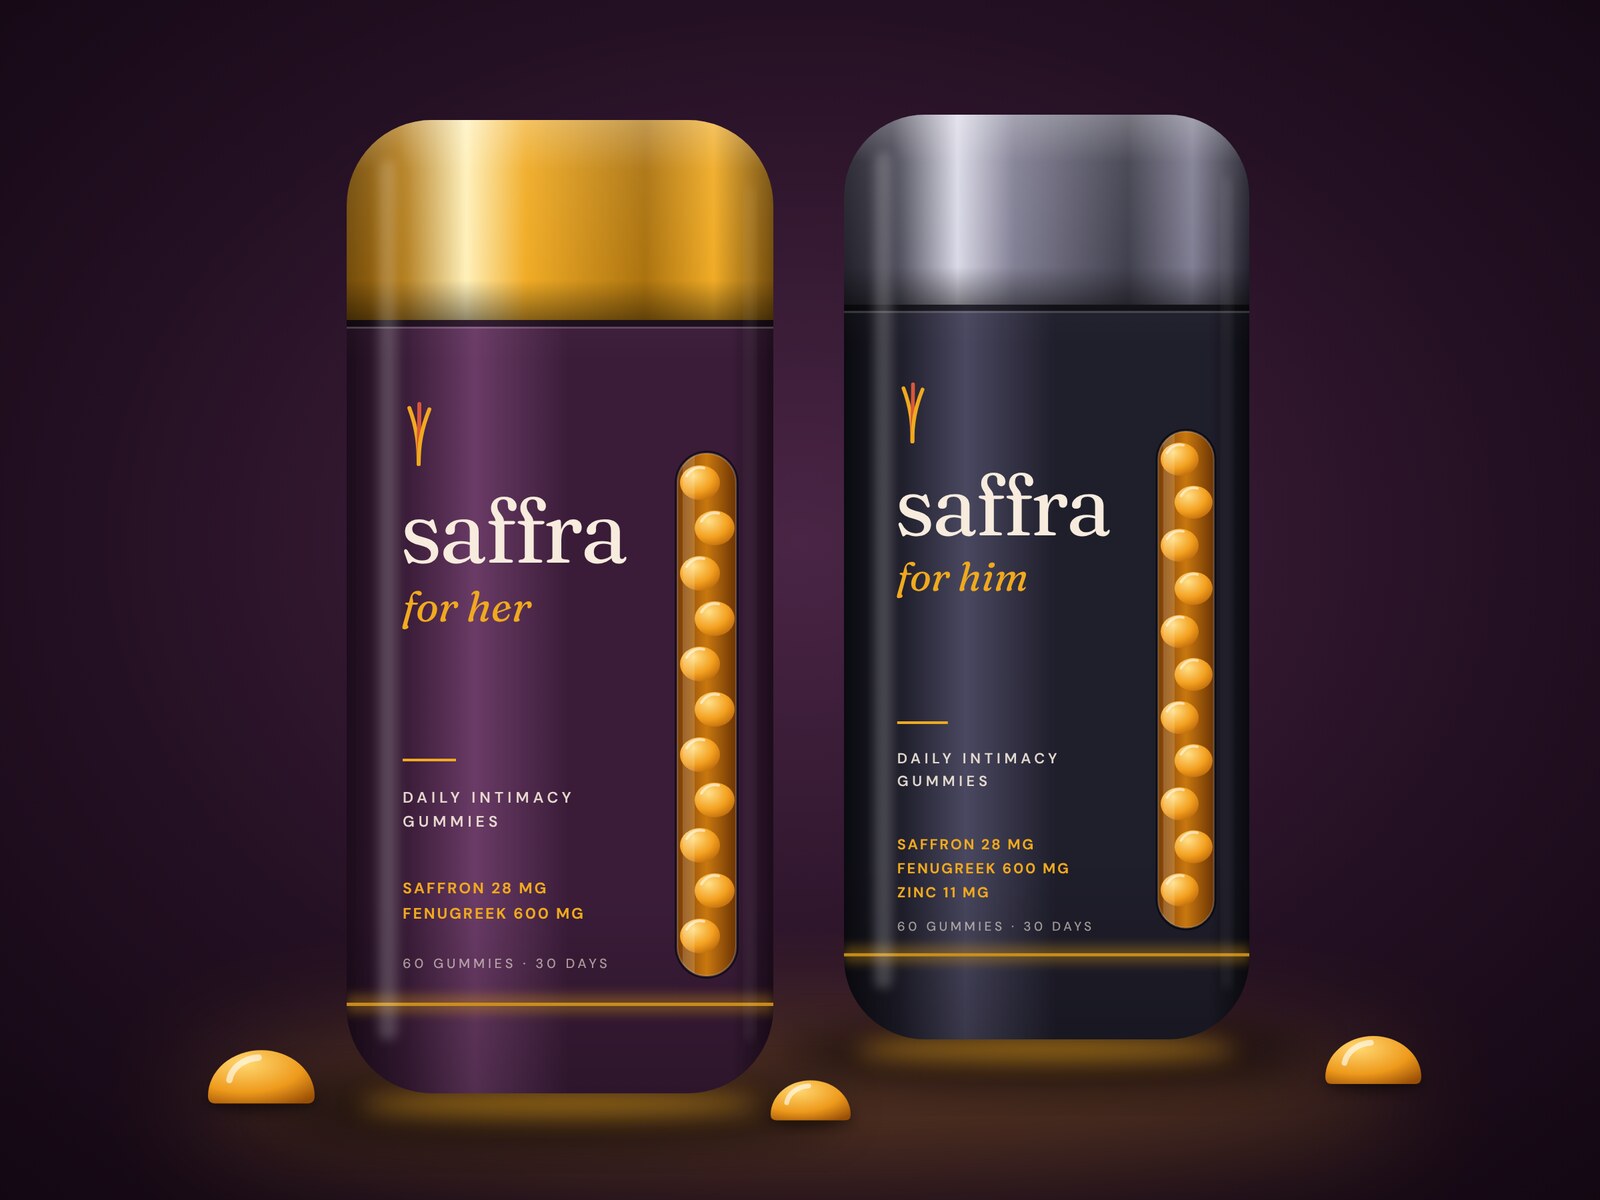 saffra
for her
DAILY INTIMACY
GUMMIES
SAFFRON 28 MG
FENUGREEK 600 MG
60 GUMMIES · 30 DAYS
saffra
for him
DAILY INTIMACY
GUMMIES
SAFFRON 28 MG
FENUGREEK 600 MG
ZINC 11 MG
60 GUMMIES · 30 DAYS